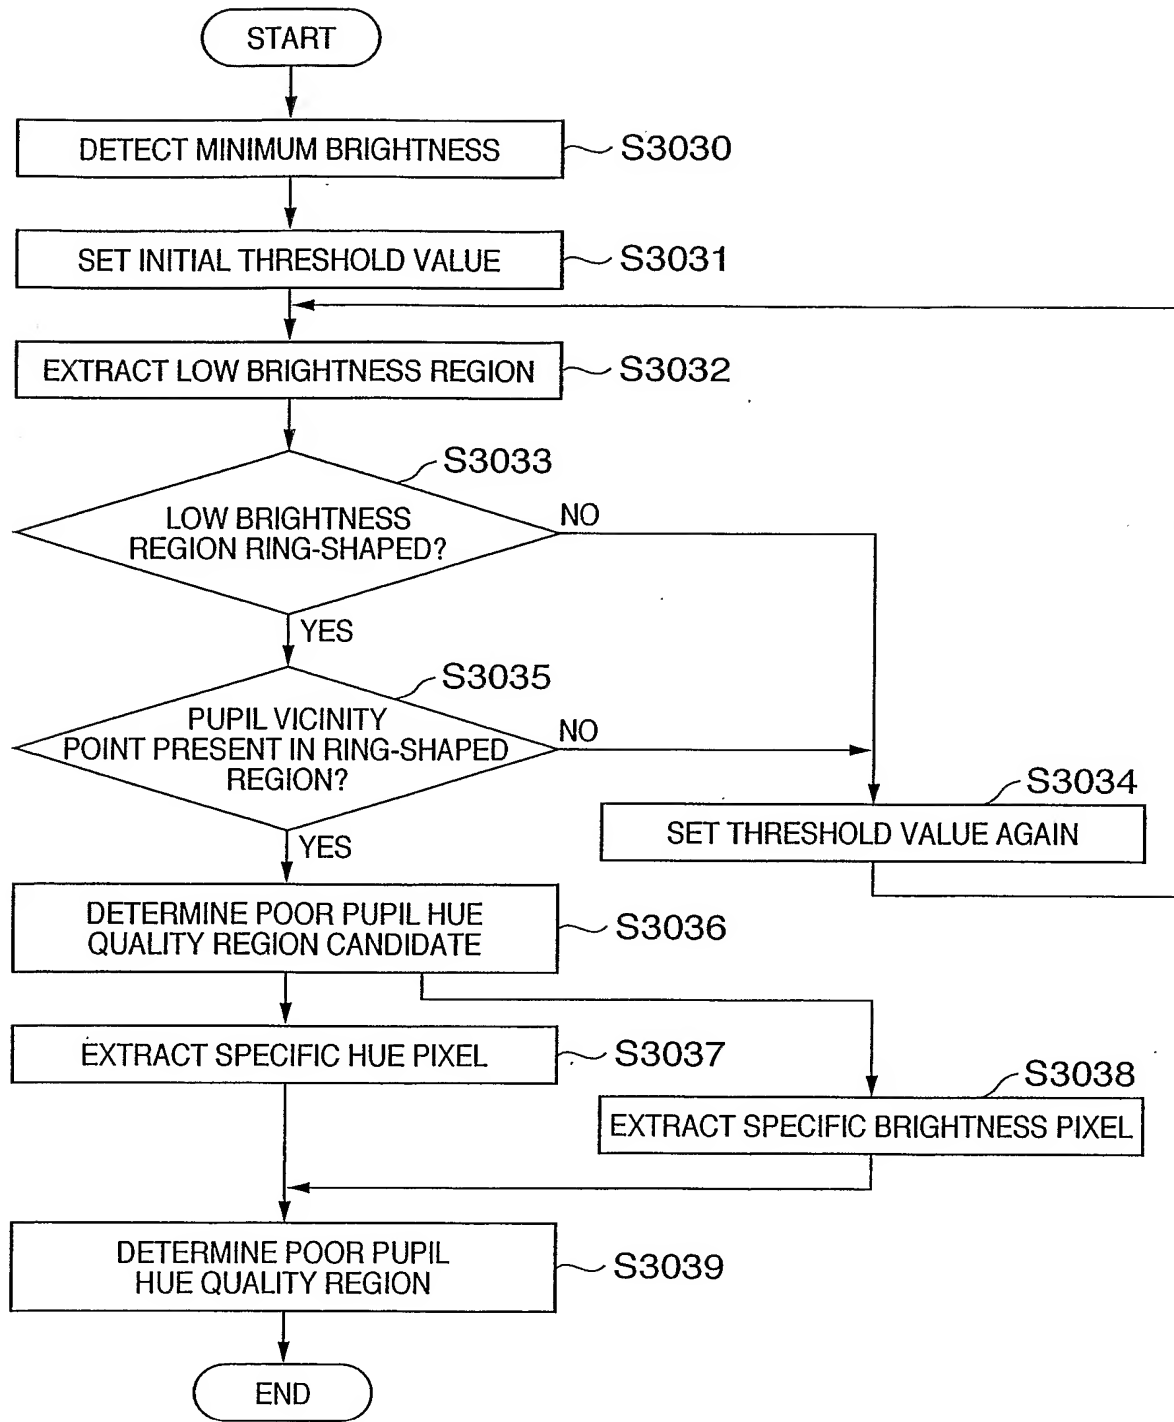 START
DETECT MINIMUM BRIGHTNESS
S3030
SET INITIAL THRESHOLD VALUE
S3031
EXTRACT LOW BRIGHTNESS REGION
S3032
S3033
LOW BRIGHTNESS
REGION RING-SHAPED?
NO
YES
S3035
PUPIL VICINITY
POINT PRESENT IN RING-SHAPED
REGION?
NO
YES
S3034
SET THRESHOLD VALUE AGAIN
DETERMINE POOR PUPIL HUE
QUALITY REGION CANDIDATE
S3036
EXTRACT SPECIFIC HUE PIXEL
S3037
S3038
EXTRACT SPECIFIC BRIGHTNESS PIXEL
DETERMINE POOR PUPIL
HUE QUALITY REGION
S3039
END